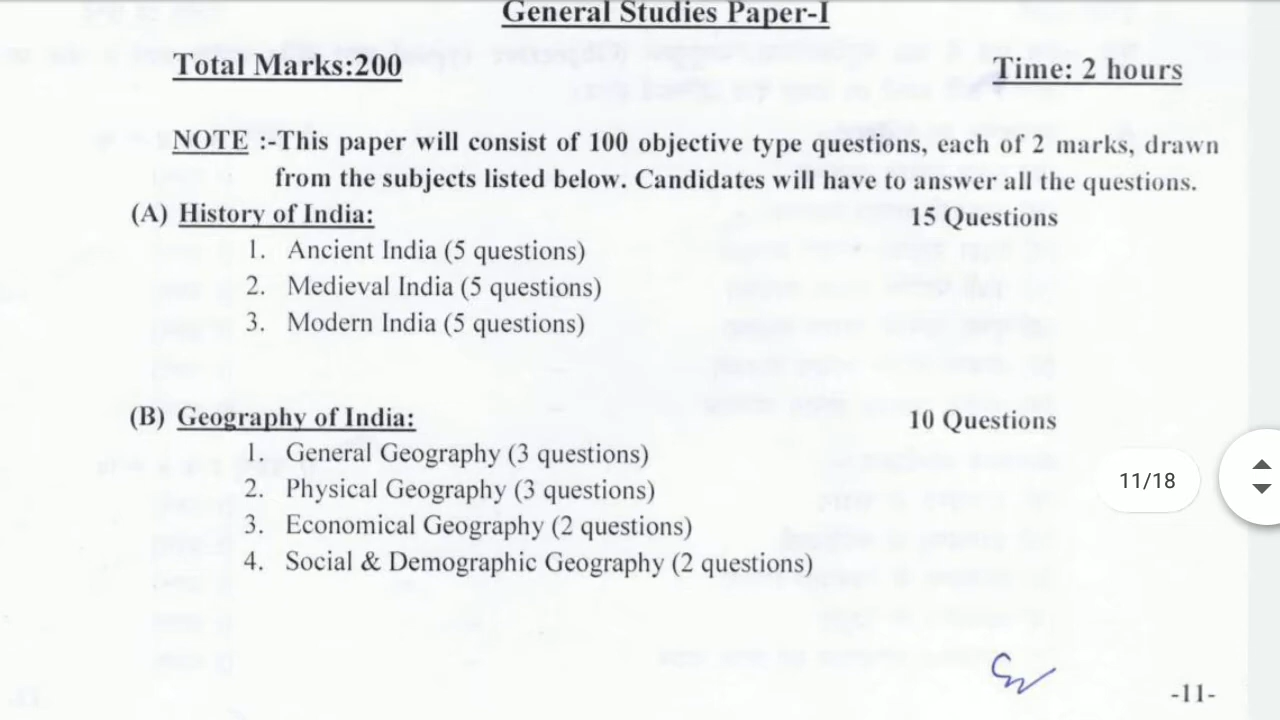 General Studies Paper-I
Total Marks:200 Time: 2 hours
NOTE :-This paper will consist of 100 objective type questions, each of 2 marks, drawn
from the subjects listed below. Candidates will have to answer all the questions.
(A) History of India: 15 Questions
1. Ancient India (5 questions)
2. Medieval India (5 questions)
3. Modern India (5 questions)
(B) Geography of India: 10 Questions
1. General Geography (3 questions)
2. Physical Geography (3 questions)
11/18
3. Economical Geography (2 questions)
4. Social & Demographic Geography (2 questions)
-11-